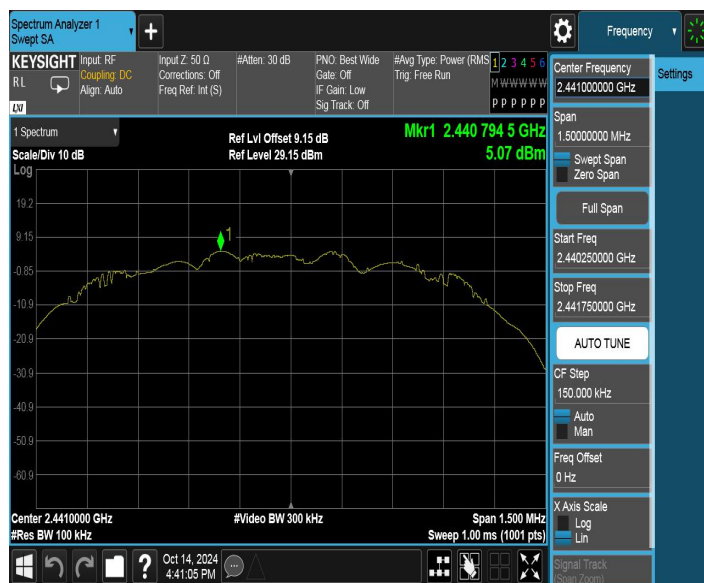 Spectrum Analyzer 1
Swept SA
+
Frequency
KEYSIGHT
RL
LXI
Input: RF
Coupling: DC
Align: Auto
Input Z: 50 Ω
Corrections: Off
Freq Ref: Int (S)
#Atten: 30 dB
PNO: Best Wide
Gate: Off
IF Gain: Low
Sig Track: Off
#Avg Type: Power (RMS
Trig: Free Run
1 2 3 4 5 6
M W W W W W
P P P P P P
1 Spectrum
Scale/Div 10 dB
Log
Ref Lvl Offset 9.15 dB
Ref Level 29.15 dBm
Mkr1 2.440 794 5 GHz
5.07 dBm
19.2
9.15
-0.85
-10.9
-20.9
-30.9
-40.9
-50.9
-60.9
1
Center 2.4410000 GHz
#Res BW 100 kHz
#Video BW 300 kHz
Span 1.500 MHz
Sweep 1.00 ms (1001 pts)
?
Oct 14, 2024
4:41:05 PM
Center Frequency
2.441000000 GHz
Span
1.50000000 MHz
Swept Span
Zero Span
Full Span
Start Freq
2.440250000 GHz
Stop Freq
2.441750000 GHz
AUTO TUNE
CF Step
150.000 kHz
Auto
Man
Freq Offset
0 Hz
X Axis Scale
Log
Lin
Signal Track
(Span Zoom)
Settings